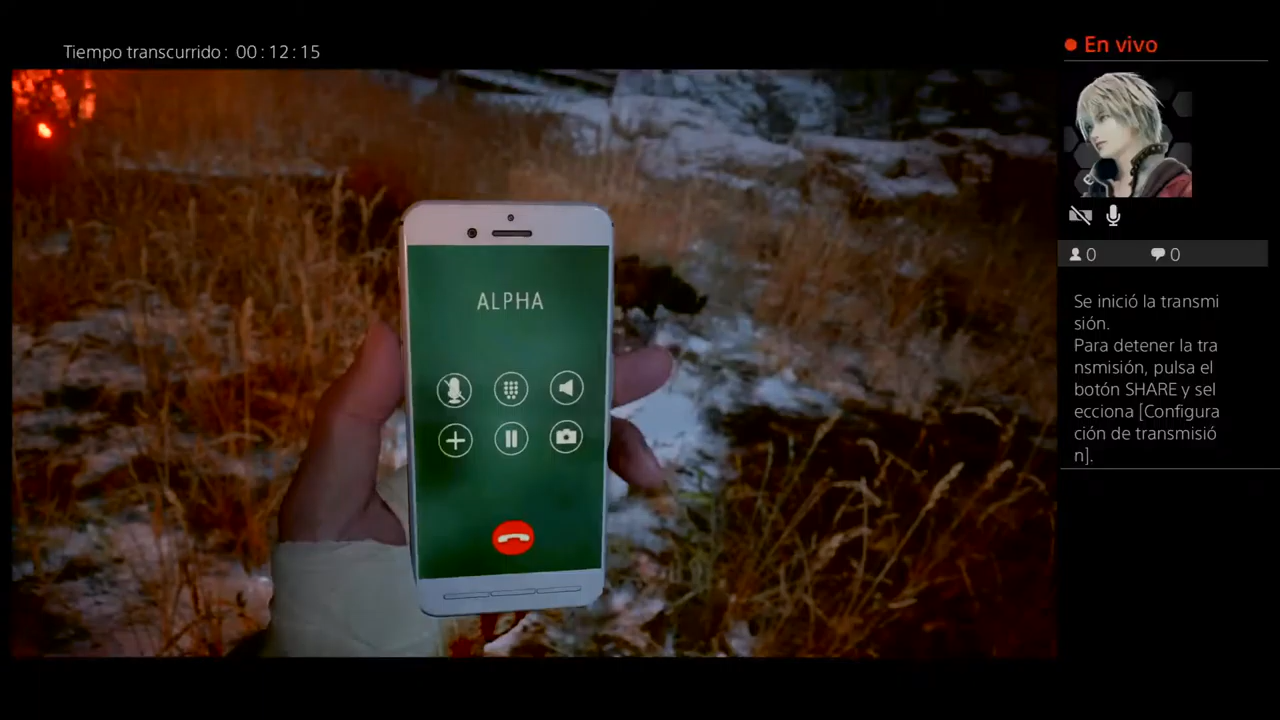 Tiempo transcurrido: 00:12:15
En vivo
0 0
ALPHA
Se inició la transmi
sión.
Para detener la tra
nsmisión, pulsa el
botón SHARE y sel
ecciona [Configura
ción de transmisió
n].